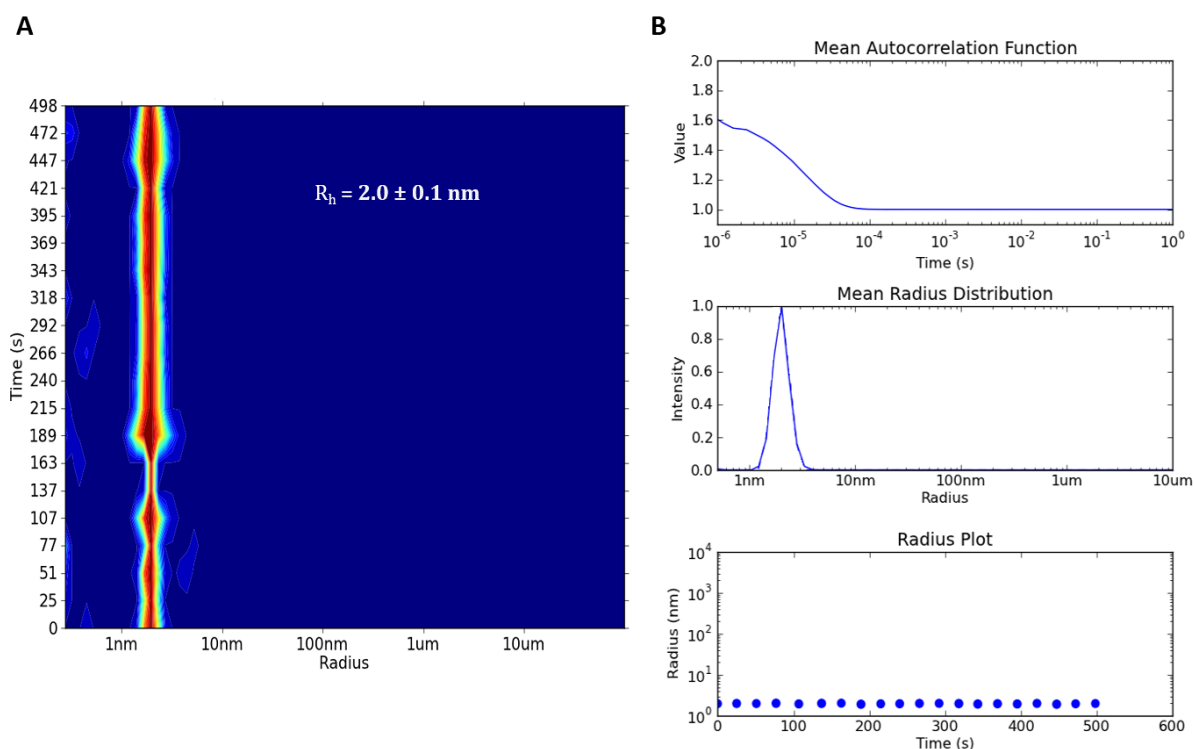 A
498
472
447
421
395
369
343
318
292
266
240
215
189
163
137
107
77
51
25
0
Time (s)
1nm 10nm 100nm 1um 10um
Radius
Rₕ = 2.0 ± 0.1 nm
B
Mean Autocorrelation Function
2.0
1.8
1.6
1.4
1.2
1.0
Value
10⁻⁶ 10⁻⁵ 10⁻⁴ 10⁻³ 10⁻² 10⁻¹ 10⁰
Time (s)
Mean Radius Distribution
1.0
0.8
0.6
0.4
0.2
0.0
Intensity
1nm 10nm 100nm 1um 10um
Radius
Radius Plot
10⁴
10³
10²
10¹
10⁰
Radius (nm)
0 100 200 300 400 500 600
Time (s)